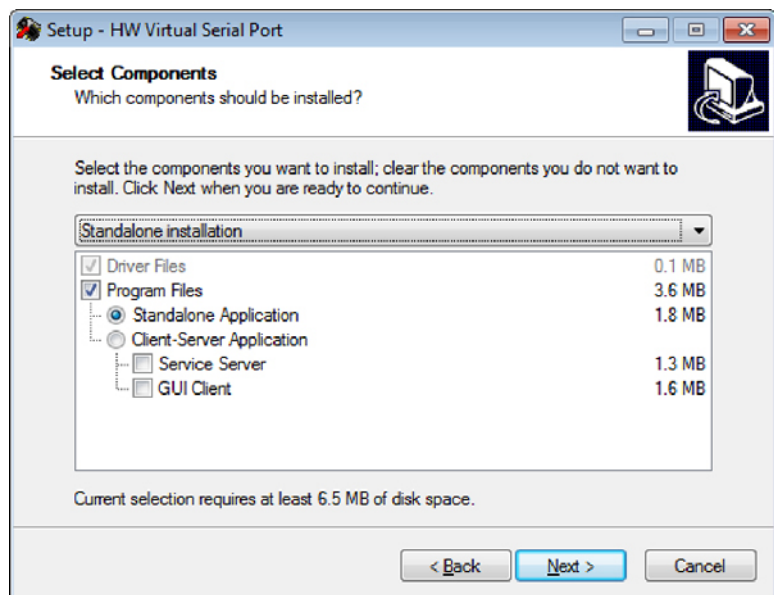 Setup - HW Virtual Serial Port
Select Components
Which components should be installed?
Select the components you want to install; clear the components you do not want to
install. Click Next when you are ready to continue.
Standalone installation
Driver Files 0.1 MB
Program Files 3.6 MB
Standalone Application 1.8 MB
Client-Server Application
Service Server 1.3 MB
GUI Client 1.6 MB
Current selection requires at least 6.5 MB of disk space.
< Back Next > Cancel